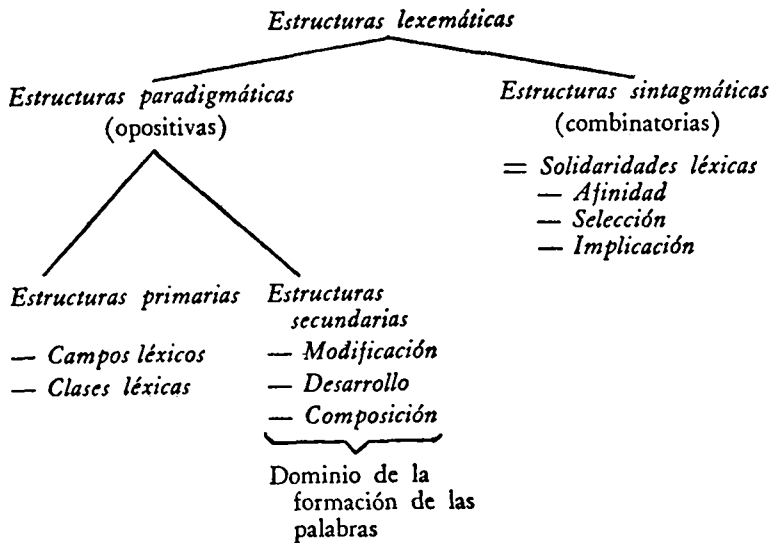 Estructuras lexemáticas
Estructuras paradigmáticas
(opositivas)
Estructuras sintagmáticas
(combinatorias)
= Solidaridades léxicas
— Afinidad
— Selección
— Implicación
Estructuras primarias
— Campos léxicos
— Clases léxicas
Estructuras
secundarias
— Modificación
— Desarrollo
— Composición
Dominio de la
formación de las
palabras